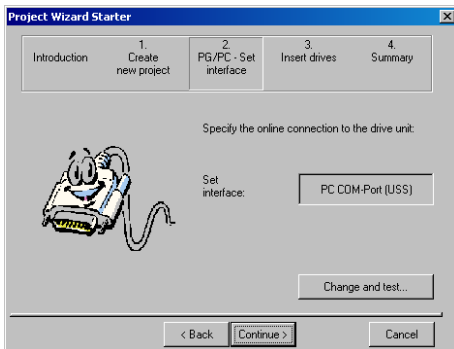 Project Wizard Starter
Introduction
1.
Create
new project
2.
PG/PC - Set
interface
3.
Insert drives
4.
Summary
Specify the online connection to the drive unit:
Set
interface:
PC COM-Port (USS)
Change and test...
< Back
Continue >
Cancel